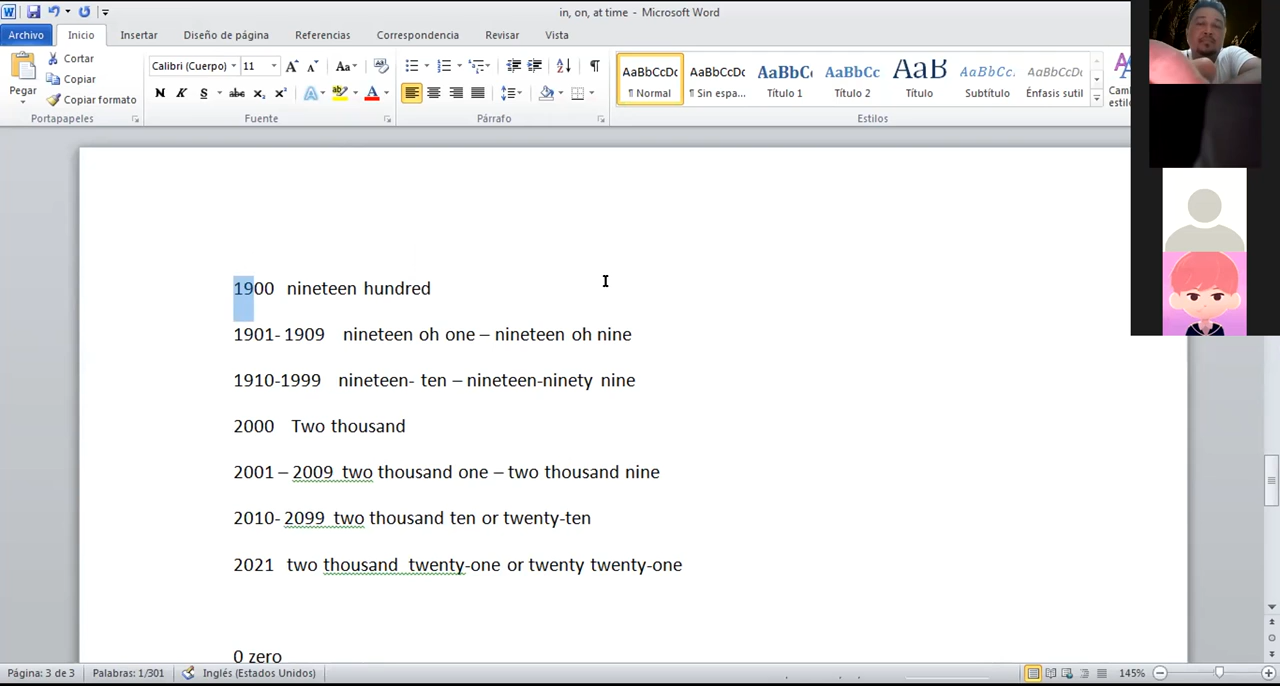 in, on, at time - Microsoft Word
Archivo Inicio Insertar Diseño de página Referencias Correspondencia Revisar Vista
Cortar
Copiar
Copiar formato
Pegar
Portapapeles
Calibri (Cuerpo) 11
Fuente
Párrafo
AaBbCcDc AaBbCcDc AaBbC AaBbCc AaB AaBbCc. AaBbCcDc
¶ Normal ¶ Sin espa... Título 1 Título 2 Título Subtítulo Énfasis sutil
Estilos
1900 nineteen hundred
1901- 1909 nineteen oh one – nineteen oh nine
1910-1999 nineteen- ten – nineteen-ninety nine
2000 Two thousand
2001 – 2009 two thousand one – two thousand nine
2010- 2099 two thousand ten or twenty-ten
2021 two thousand twenty-one or twenty twenty-one
0 zero
Página: 3 de 3 Palabras: 1/301 Inglés (Estados Unidos) 145%